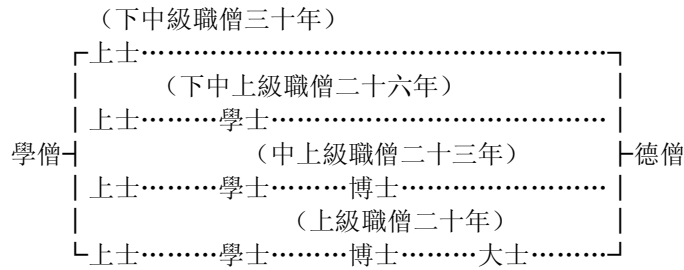 （下中級職僧三十年）
上士………………………………………………
（下中上級職僧二十六年）
上士………學士…………………………………
學僧 （中上級職僧二十三年） 德僧
上士………學士………博士……………………
（上級職僧二十年）
上士………學士………博士………大士………